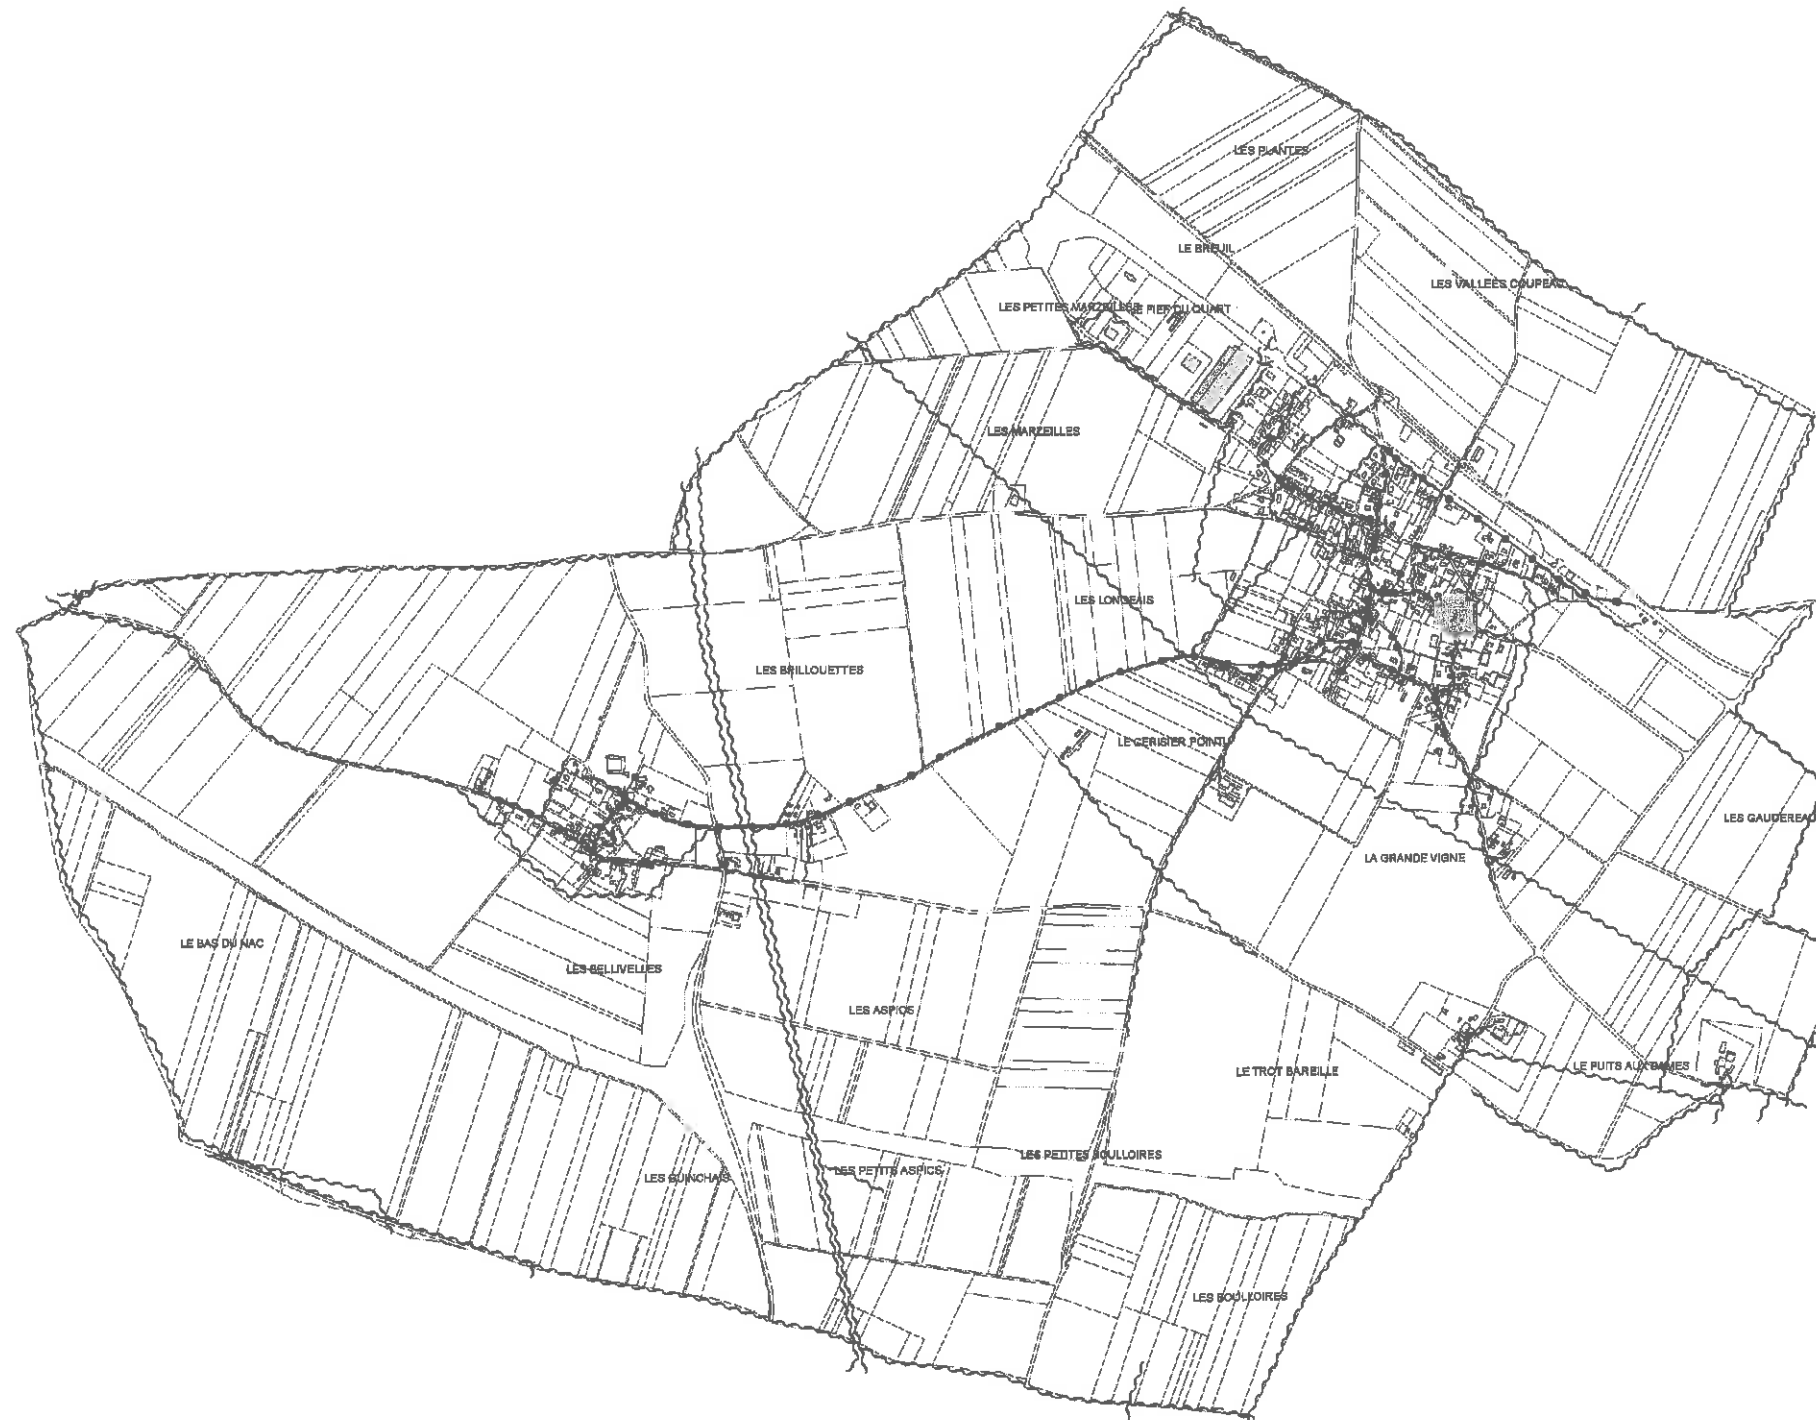 LES PLANTES
LE BREUIL
LES VALLEES COUPEAU
LES PETITES MARZEILLES
LE FIEF DU QUART
LES MARZEILLES
LES LONGEAIS
LES BRILLOUETTES
LE CERISIER POINTU
LES GAUDEREAU
LA GRANDE VIGNE
LE BAS DU NAC
LES BELLIVELLES
LES ASPICS
LE TROT BAREILLE
LE PUITS AUX DAMES
LES PETITES BOULLOIRES
LES PETITS ASPICS
LES GUINCHAIS
LES BOULLOIRES